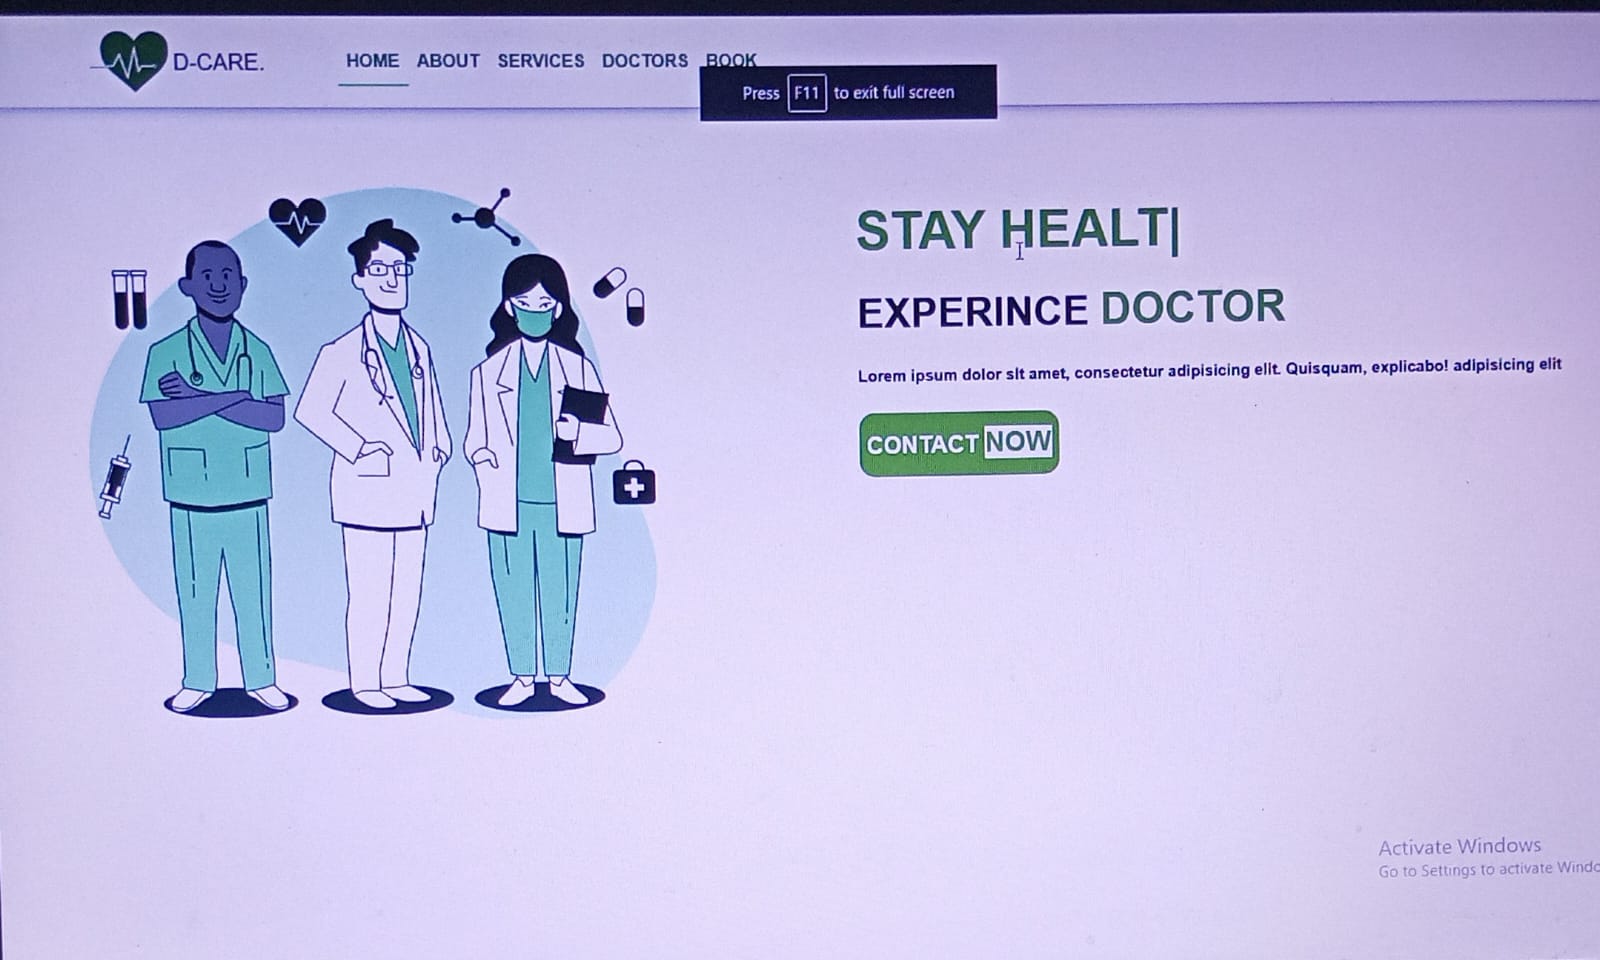 D-CARE.
HOME ABOUT SERVICES DOCTORS BOOK
Press F11 to exit full screen
STAY HEALT|
EXPERINCE DOCTOR
Lorem ipsum dolor sit amet, consectetur adipisicing elit. Quisquam, explicabo! adipisicing elit
CONTACT NOW
Activate Windows
Go to Settings to activate Windo